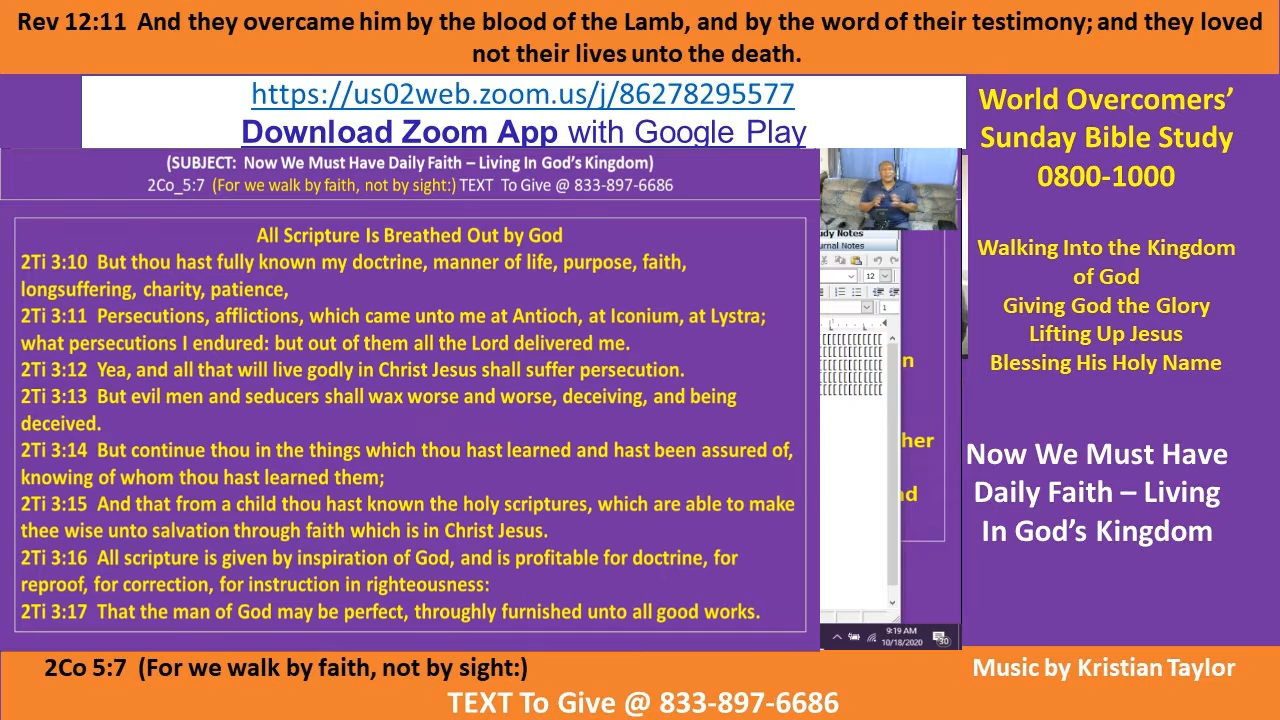 Rev 12:11  And they overcame him by the blood of the Lamb, and by the word of their testimony; and they loved
not their lives unto the death.
https://us02web.zoom.us/j/86278295577
Download Zoom App with Google Play
(SUBJECT:  Now We Must Have Daily Faith – Living In God's Kingdom)
2Co_5:7  (For we walk by faith, not by sight:) TEXT  To Give @ 833-897-6686
All Scripture Is Breathed Out by God
2Ti 3:10  But thou hast fully known my doctrine, manner of life, purpose, faith,
longsuffering, charity, patience,
2Ti 3:11  Persecutions, afflictions, which came unto me at Antioch, at Iconium, at Lystra;
what persecutions I endured: but out of them all the Lord delivered me.
2Ti 3:12  Yea, and all that will live godly in Christ Jesus shall suffer persecution.
2Ti 3:13  But evil men and seducers shall wax worse and worse, deceiving, and being
deceived.
2Ti 3:14  But continue thou in the things which thou hast learned and hast been assured of,
knowing of whom thou hast learned them;
2Ti 3:15  And that from a child thou hast known the holy scriptures, which are able to make
thee wise unto salvation through faith which is in Christ Jesus.
2Ti 3:16  All scripture is given by inspiration of God, and is profitable for doctrine, for
reproof, for correction, for instruction in righteousness:
2Ti 3:17  That the man of God may be perfect, throughly furnished unto all good works.
Notes
Notes
12
1
9:19 AM
10/18/2020
30
World Overcomers'
Sunday Bible Study
0800-1000
Walking Into the Kingdom
of God
Giving God the Glory
Lifting Up Jesus
Blessing His Holy Name
Now We Must Have
Daily Faith – Living
In God's Kingdom
2Co 5:7  (For we walk by faith, not by sight:)
Music by Kristian Taylor
TEXT To Give @ 833-897-6686